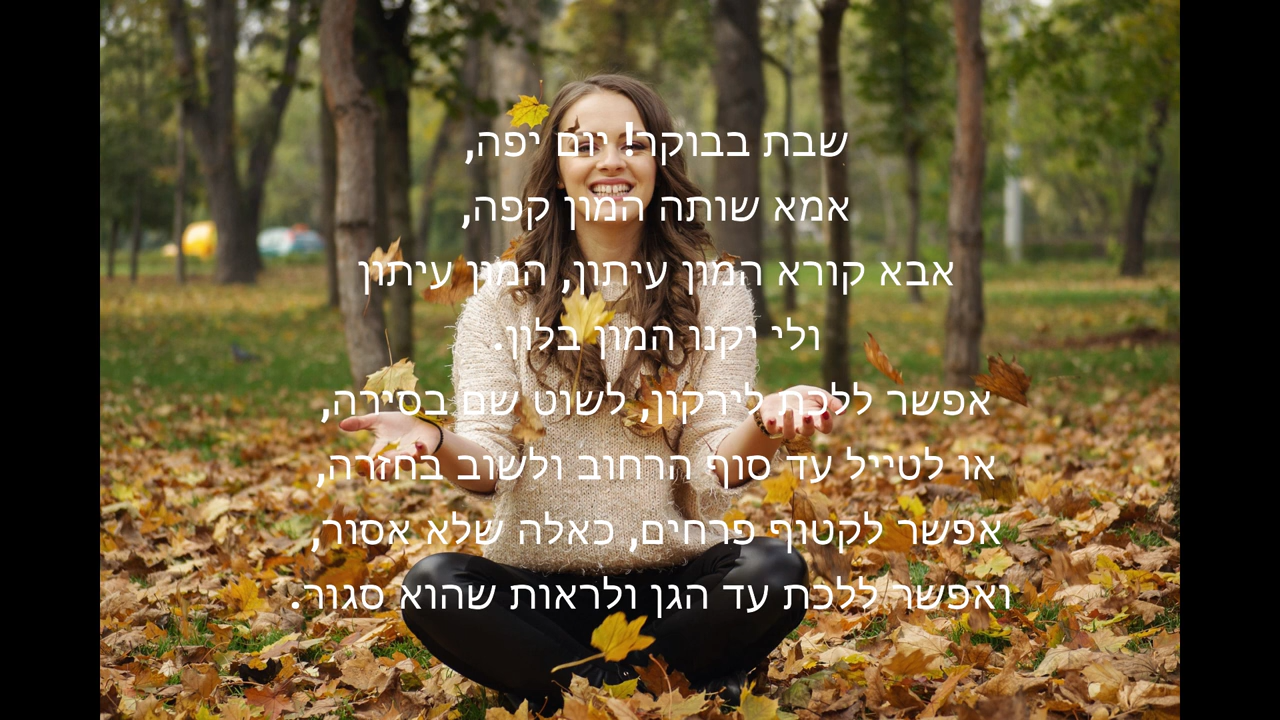 שבת בבוקר! יום יפה,
אמא שותה המון קפה,
אבא קורא המון עיתון, המון עיתון
ולי יקנו המון בלון.
אפשר ללכת לירקון, לשוט שם בסירה,
או לטייל עד סוף הרחוב ולשוב בחזרה,
אפשר לקטוף פרחים, כאלה שלא אסור,
ואפשר ללכת עד הגן ולראות שהוא סגור.